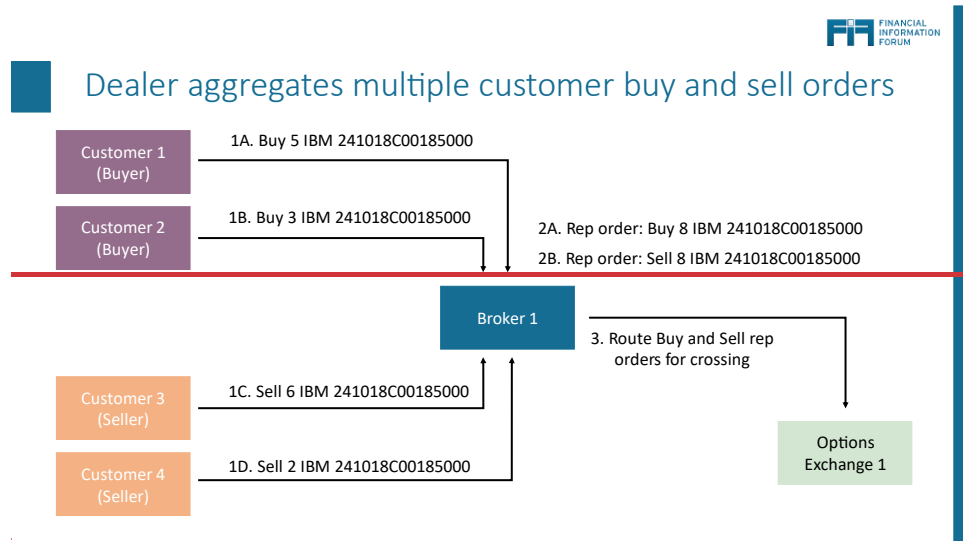 FIF
FINANCIAL
INFORMATION
FORUM
Dealer aggregates multiple customer buy and sell orders
Customer 1
(Buyer)
1A. Buy 5 IBM 241018C00185000
Customer 2
(Buyer)
1B. Buy 3 IBM 241018C00185000
2A. Rep order: Buy 8 IBM 241018C00185000
2B. Rep order: Sell 8 IBM 241018C00185000
Broker 1
3. Route Buy and Sell rep
orders for crossing
Customer 3
(Seller)
1C. Sell 6 IBM 241018C00185000
Customer 4
(Seller)
1D. Sell 2 IBM 241018C00185000
Options
Exchange 1